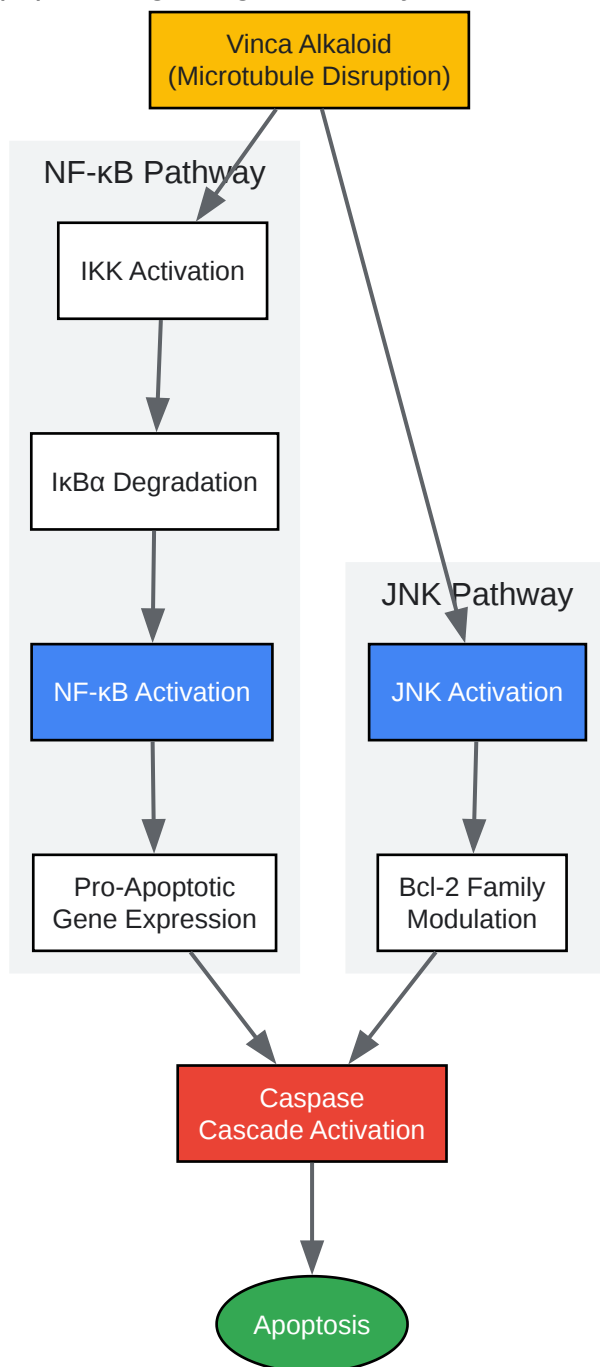 Vinca Alkaloid
(Microtubule Disruption)
NF-κB Pathway
IKK Activation
IκBα Degradation
JNK Pathway
NF-κB Activation
JNK Activation
Pro-Apoptotic
Gene Expression
Bcl-2 Family
Modulation
Caspase
Cascade Activation
Apoptosis